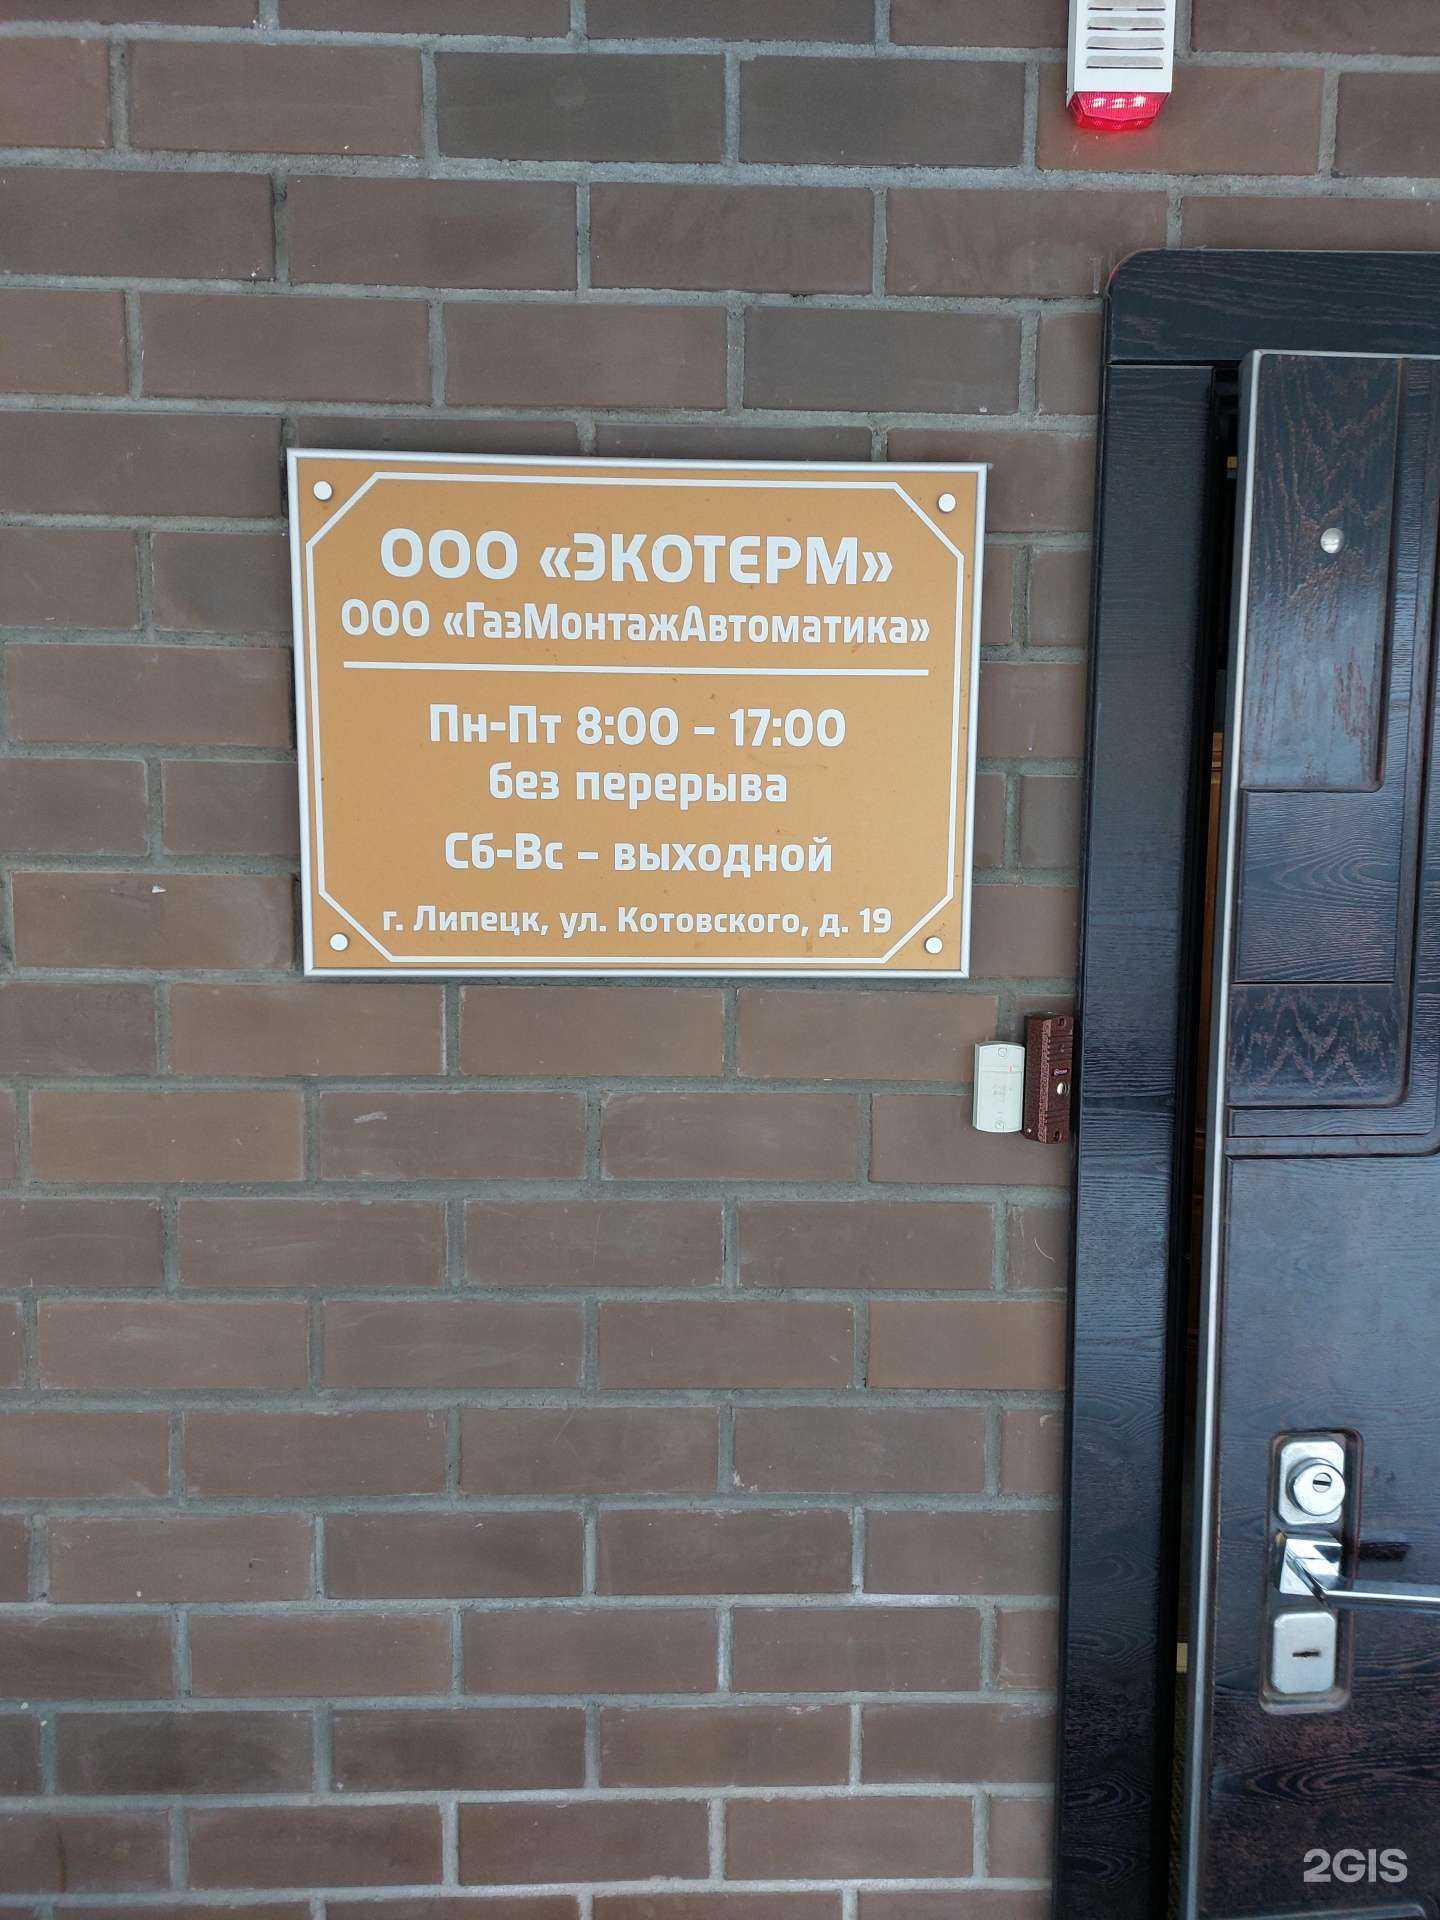 ООО «ЭКОТЕРМ»
ООО «ГазМонтажАвтоматика»
Пн-Пт 8:00 – 17:00
без перерыва
Сб-Вс – выходной
г. Липецк, ул. Котовского, д. 19
2GIS